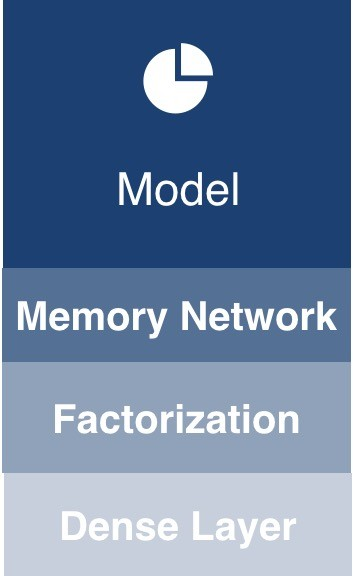 Model
Memory Network
Factorization
Dense Layer